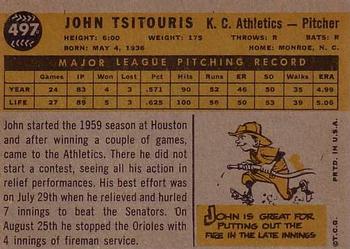 497
JOHN TSITOURIS K. C. Athletics — Pitcher
HEIGHT: 6:00 WEIGHT: 175 THROWS: R BATS: R
BORN: MAY 4, 1936 HOME: MONROE, N. C.
MAJOR LEAGUE PITCHING RECORD
Games IP Won Lost Pct. Hits Runs ER SO Walks ERA
YEAR 24 83 4 3 .571 90 52 46 50 35 4.99
LIFE 27 89 5 3 .625 100 56 50 53 39 5.06
John started the 1959 season at Houston
and after winning a couple of games,
came to the Athletics. There he did not
start a contest, seeing all his action in
relief performances. His best effort was
on July 29th when he relieved and hurled
7 innings to beat the Senators. On
August 25th he stopped the Orioles with
4 innings of fireman service.
JOHN IS GREAT FOR
PUTTING OUT THE
FIRE IN THE LATE INNINGS
©T.C.G. PRTD. IN U.S.A.